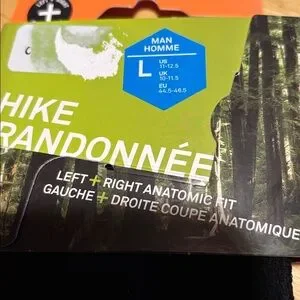 MAN
HOMME
L
US
11-12.5
UK
10-11.5
EU
44.5-46.5
HIKE
RANDONNÉE
LEFT + RIGHT ANATOMIC FIT
GAUCHE + DROITE COUPE ANATOMIQUE